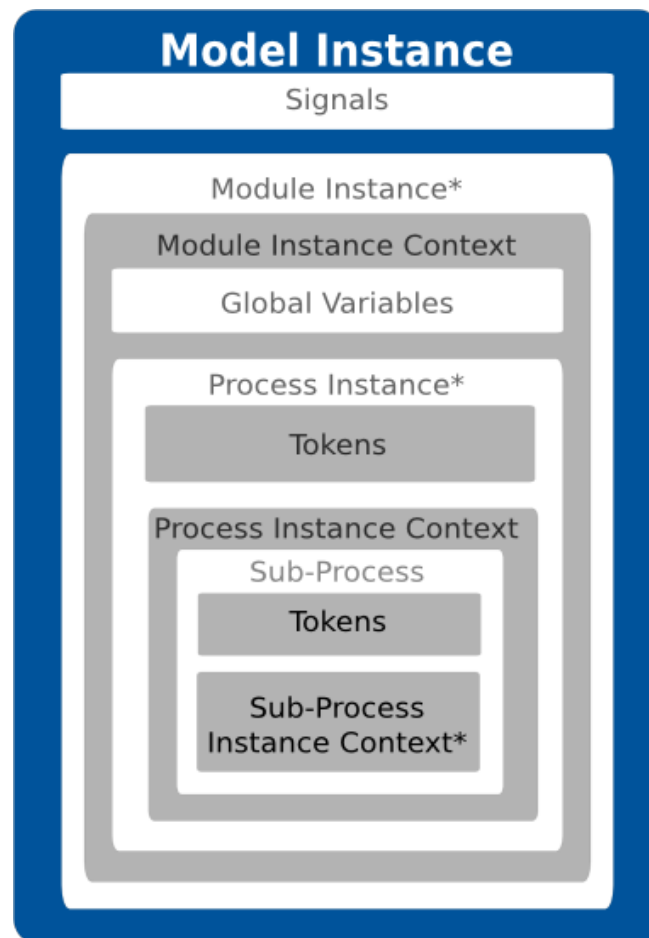 Model Instance
Signals
Module Instance*
Module Instance Context
Global Variables
Process Instance*
Tokens
Process Instance Context
Sub-Process
Tokens
Sub-Process
Instance Context*